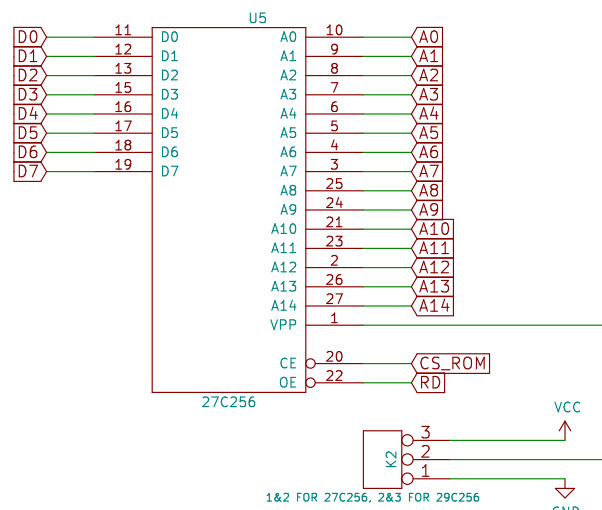 U5
D0 11 D0 A0 10 A0
D1 12 D1 A1 9 A1
D2 13 D2 A2 8 A2
D3 15 D3 A3 7 A3
D4 16 D4 A4 6 A4
D5 17 D5 A5 5 A5
D6 18 D6 A6 4 A6
D7 19 D7 A7 3 A7
A8 25 A8
A9 24 A9
A10 21 A10
A11 23 A11
A12 2 A12
A13 26 A13
A14 27 A14
VPP 1
CE 20 CS_ROM
OE 22 RD
27C256
VCC
3
K2 2
1
1&2 FOR 27C256, 2&3 FOR 29C256